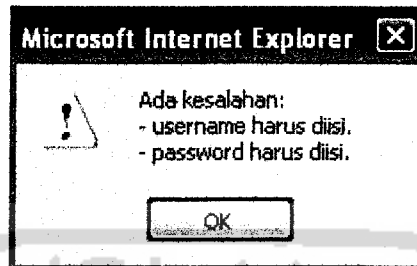 Microsoft Internet Explorer
Ada kesalahan:
- username harus diisi.
- password harus diisi.
OK